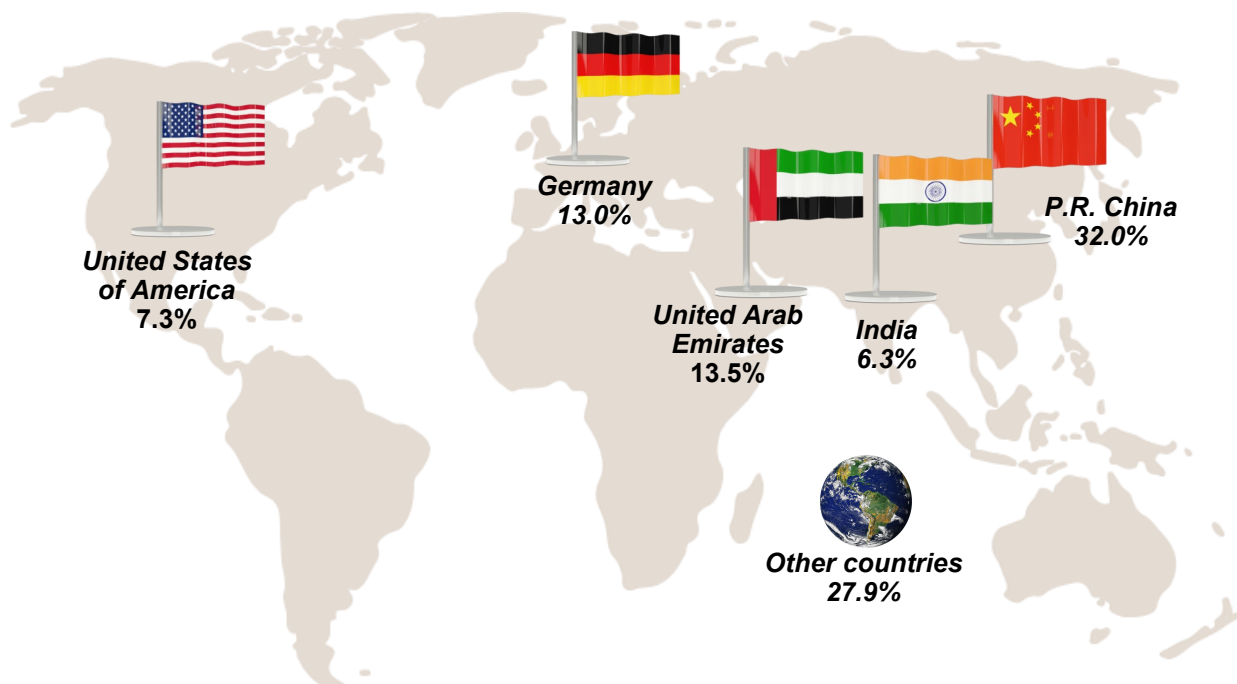 Germany
13.0%
P.R. China
32.0%
United States
of America
7.3%
United Arab
Emirates
13.5%
India
6.3%
Other countries
27.9%